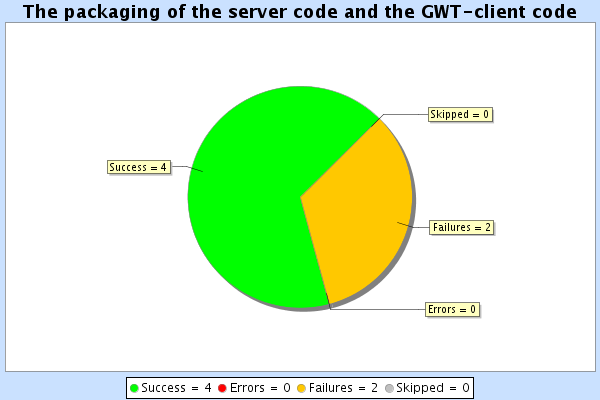 The packaging of the server code and the GWT-client code
Skipped = 0
Success = 4
Failures = 2
Errors = 0
Success = 4 Errors = 0 Failures = 2 Skipped = 0